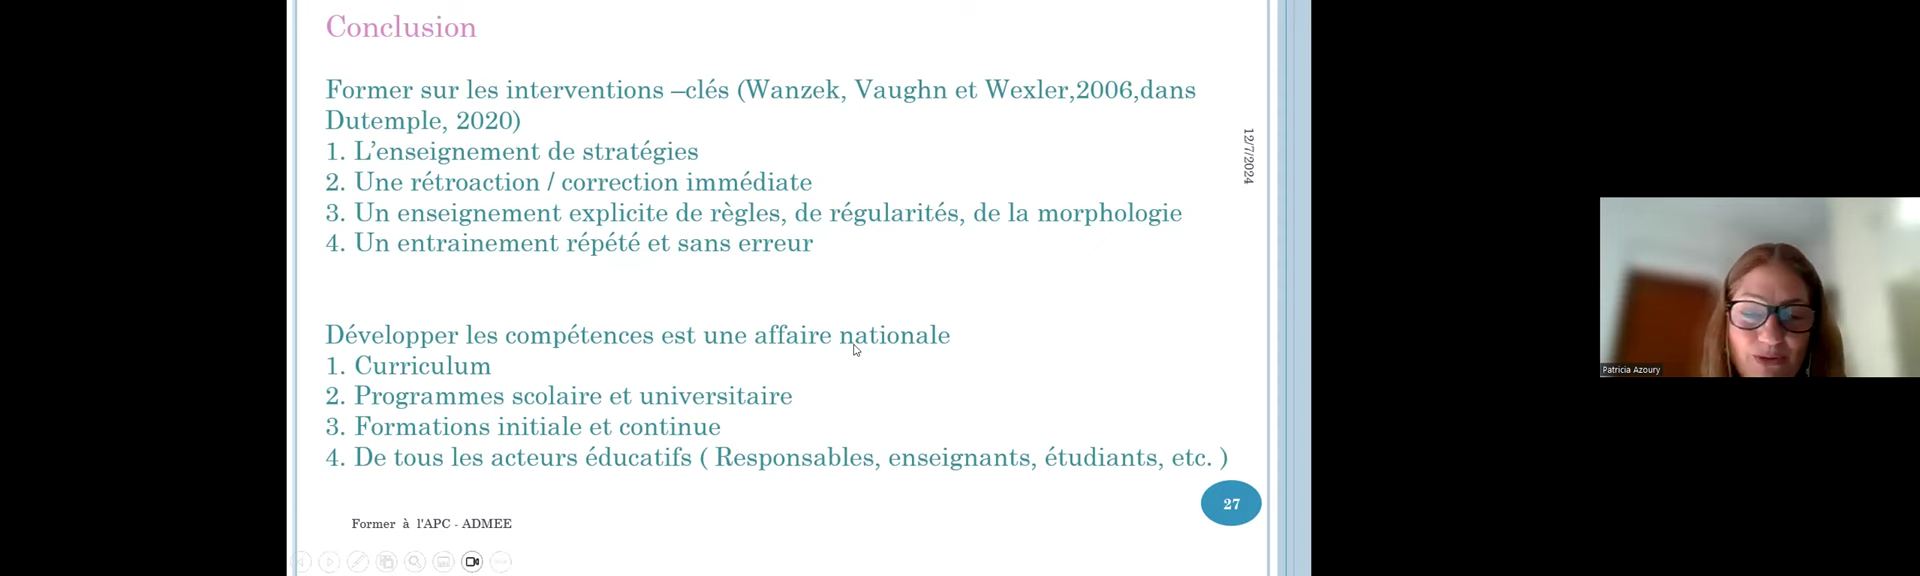 Conclusion
Former sur les interventions –clés (Wanzek, Vaughn et Wexler,2006,dans
Dutemple, 2020)
1. L’enseignement de stratégies
2. Une rétroaction / correction immédiate
3. Un enseignement explicite de règles, de régularités, de la morphologie
4. Un entrainement répété et sans erreur
Développer les compétences est une affaire nationale
1. Curriculum
2. Programmes scolaire et universitaire
3. Formations initiale et continue
4. De tous les acteurs éducatifs ( Responsables, enseignants, étudiants, etc. )
12/7/2024
27
Former à l'APC - ADMEE
Patricia Azoury